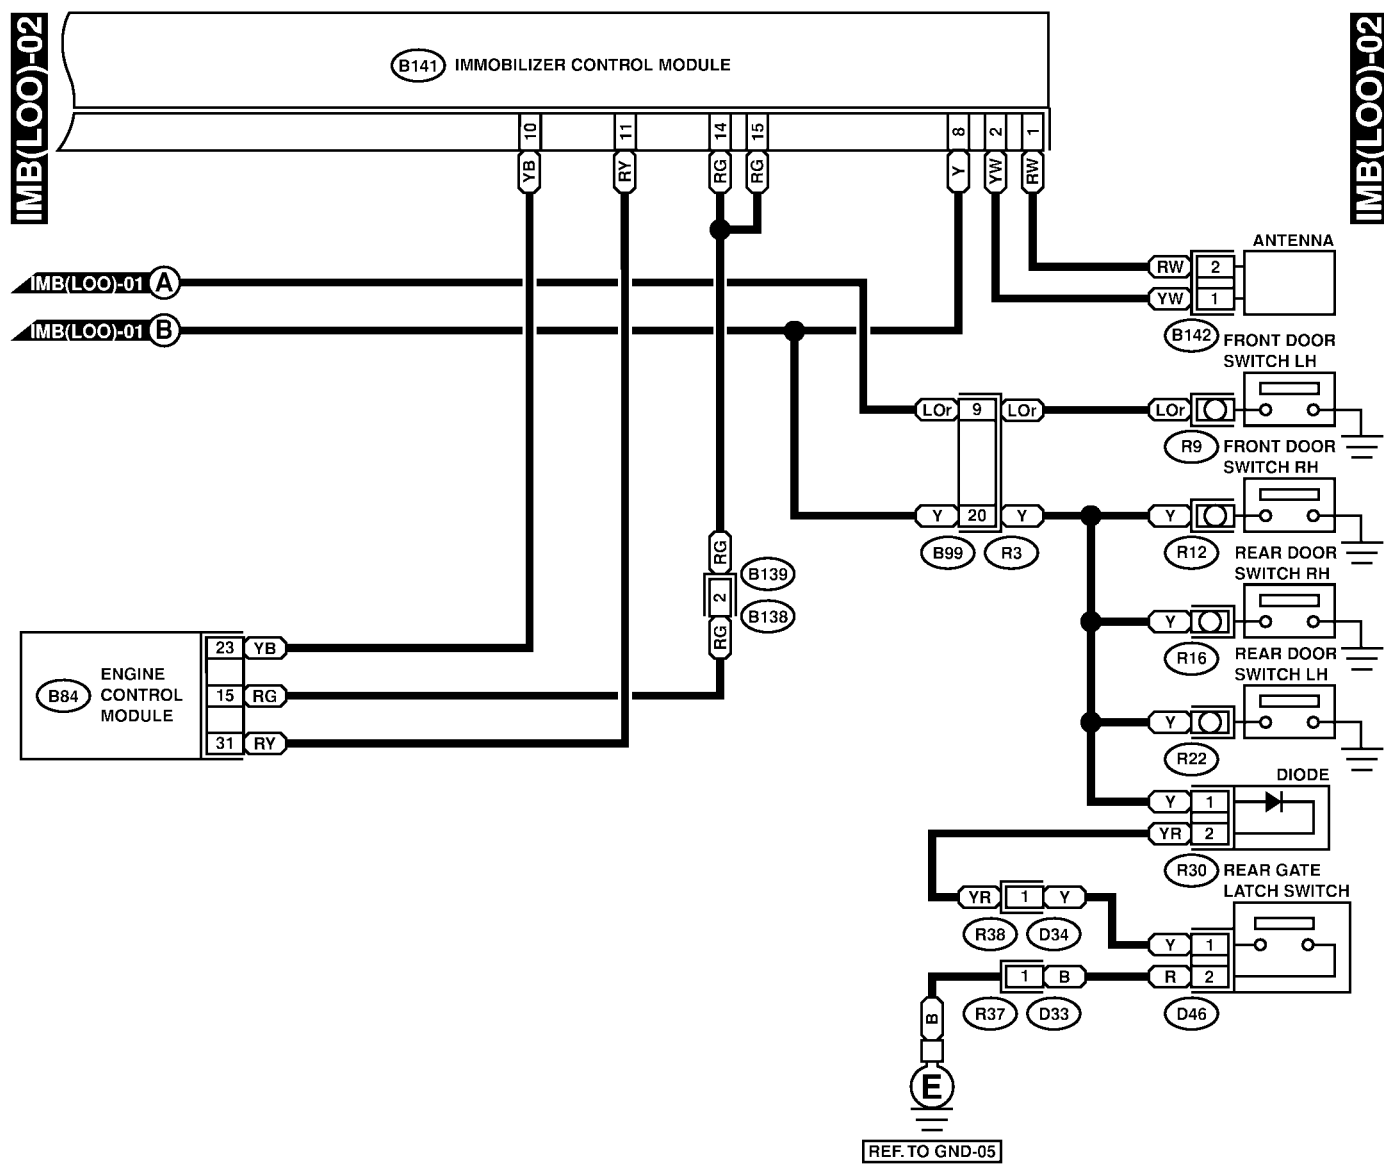 IMB(LOO)-02
IMB(LOO)-02
B141 IMMOBILIZER CONTROL MODULE
10 11 14 15 8 2 1
YB RY RG RG Y YW RW
ANTENNA
RW 2
YW 1
B142
IMB(LOO)-01 A
IMB(LOO)-01 B
FRONT DOOR
SWITCH LH
LOr 9 LOr LOr
R9
FRONT DOOR
SWITCH RH
Y 20 Y Y
B99 R3 R12
REAR DOOR
SWITCH RH
RG
B139
2
B138
RG
Y
R16
REAR DOOR
SWITCH LH
Y
R22
B84
ENGINE
CONTROL
MODULE
23 YB
15 RG
31 RY
DIODE
Y 1
YR 2
R30
REAR GATE
LATCH SWITCH
YR 1 Y
R38 D34
Y 1
1 B R 2
R37 D33 D46
B
E
REF. TO GND-05